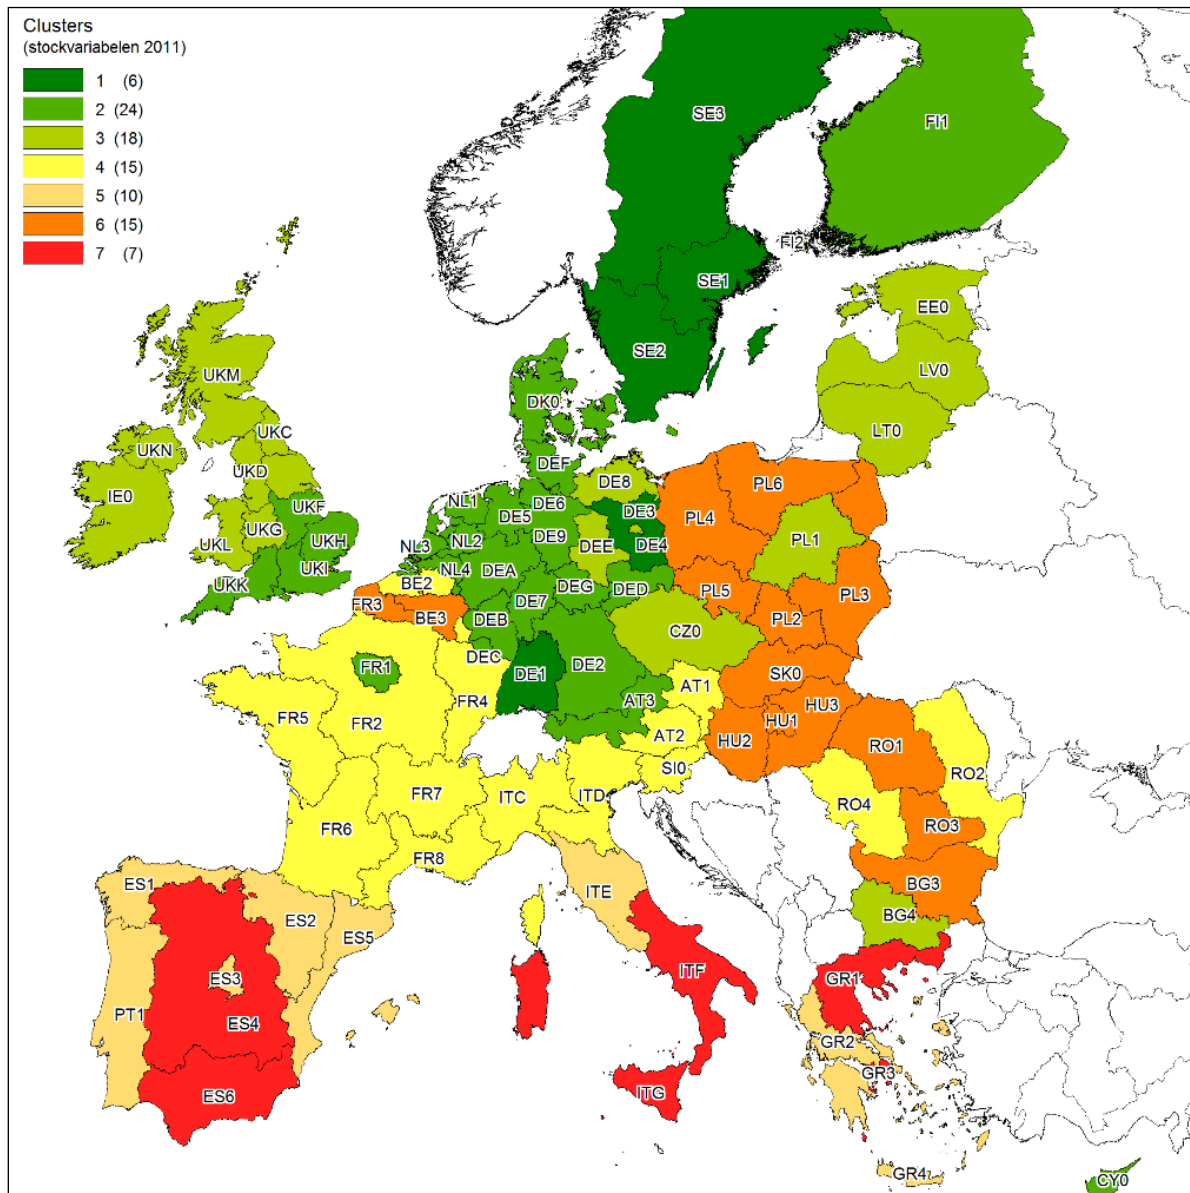 Clusters
(stockvariabelen 2011)
1 (6)
2 (24)
3 (18)
4 (15)
5 (10)
6 (15)
7 (7)
SE3
FI1
FI2
SE1
EE0
SE2
LV0
UKM
DK0
LT0
UKC
UKN
DEF
UKD
DE8
PL6
IE0
NL1
DE6
DE3
UKF
DE5
PL4
UKG
DE9
PL1
UKH
NL3
NL2
DEE
DE4
UKL
UKI
NL4
DEA
UKK
BE2
DEG
DED
PL5
PL3
FR3
DE7
BE3
DEB
PL2
CZ0
DEC
FR1
DE2
DE1
SK0
AT1
FR4
AT3
HU3
FR5
FR2
HU1
AT2
HU2
RO1
SI0
RO2
FR7
ITC
ITD
RO4
FR6
RO3
FR8
ES1
ITE
BG3
BG4
ES2
ES5
ES3
ITF
GR1
PT1
ES4
GR2
GR3
ES6
ITG
GR4
CY0